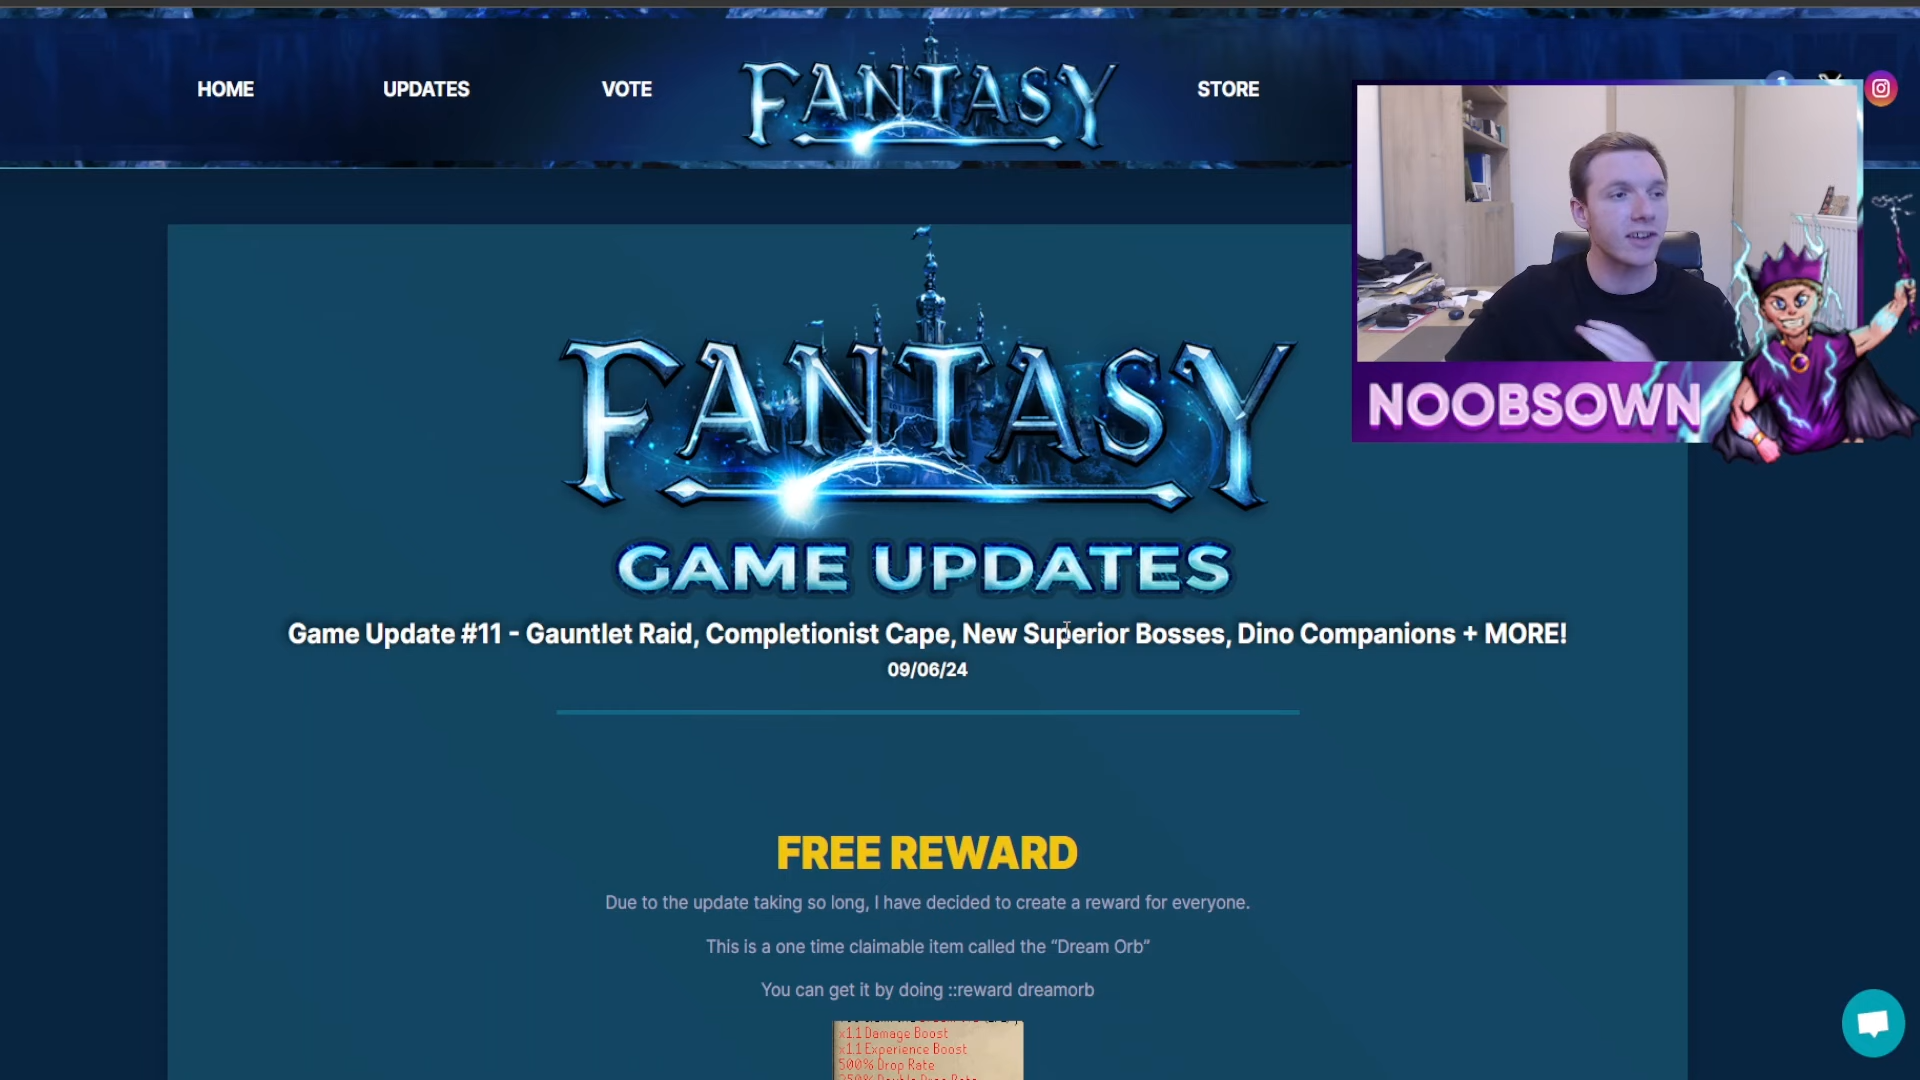 HOME
UPDATES
VOTE
FANTASY
STORE
NOOBSOWN
FANTASY
GAME UPDATES
Game Update #11 - Gauntlet Raid, Completionist Cape, New Superior Bosses, Dino Companions + MORE!
09/06/24
FREE REWARD
Due to the update taking so long, I have decided to create a reward for everyone.
This is a one time claimable item called the “Dream Orb”
You can get it by doing ::reward dreamorb
x1.1 Damage Boost
x1.1 Experience Boost
500% Drop Rate